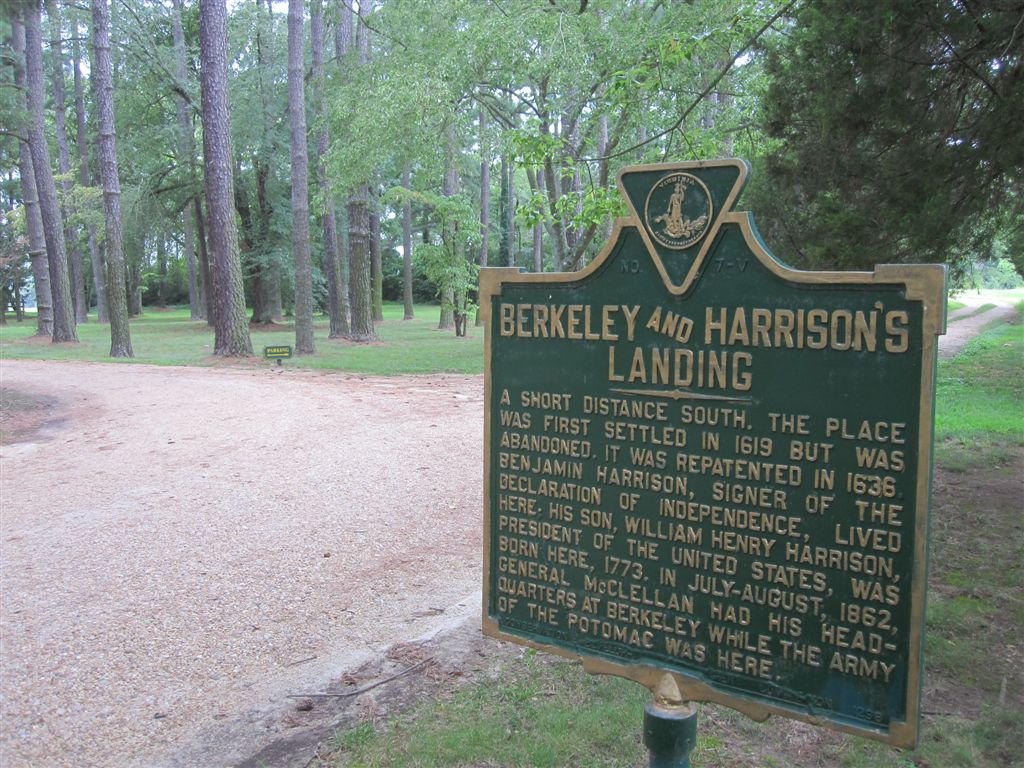 VIRGINIA
NO. 7-V
BERKELEY AND HARRISON'S
LANDING
A SHORT DISTANCE SOUTH. THE PLACE
WAS FIRST SETTLED IN 1619 BUT WAS
ABANDONED. IT WAS REPATENTED IN 1636.
BENJAMIN HARRISON, SIGNER OF THE
DECLARATION OF INDEPENDENCE, LIVED
HERE. HIS SON, WILLIAM HENRY HARRISON,
PRESIDENT OF THE UNITED STATES, WAS
BORN HERE, 1773. IN JULY-AUGUST, 1862,
GENERAL McCLELLAN HAD HIS HEAD-
QUARTERS AT BERKELEY WHILE THE ARMY
OF THE POTOMAC WAS HERE.
PARKING